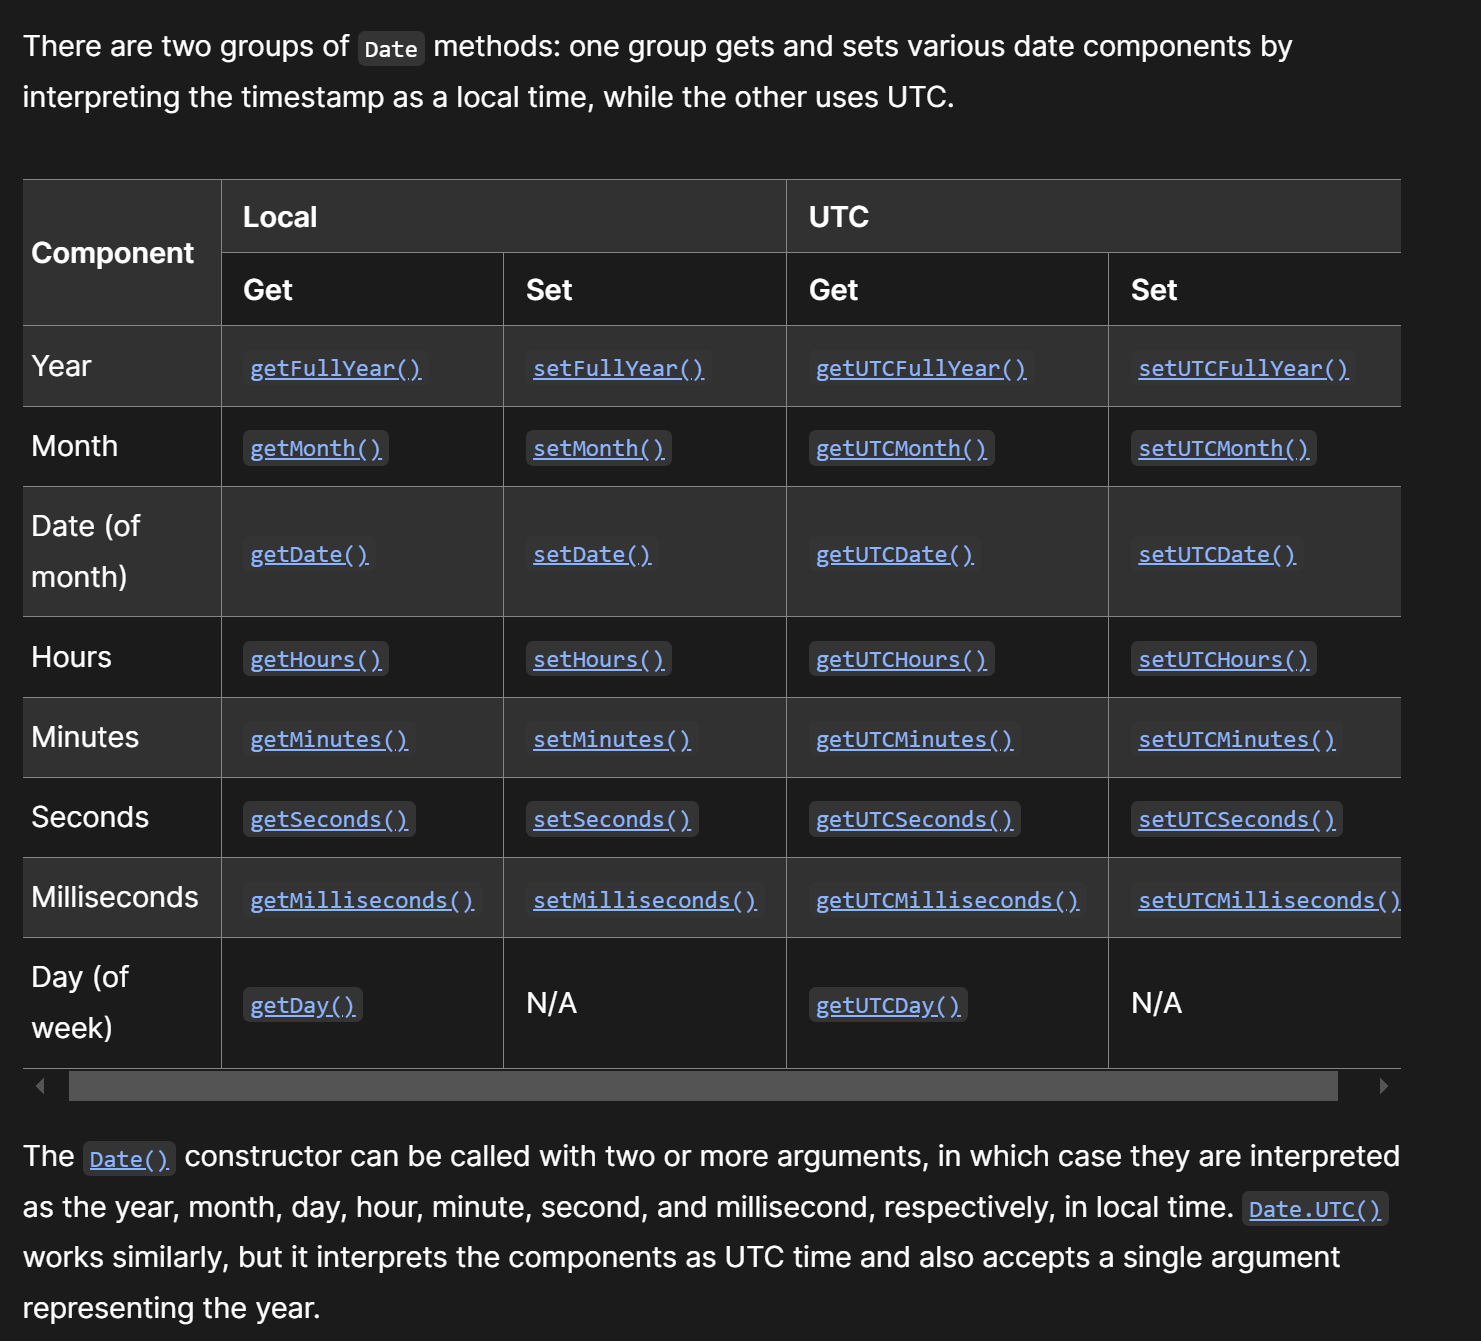 There are two groups of Date methods: one group gets and sets various date components by
interpreting the timestamp as a local time, while the other uses UTC.
Component Local UTC
Get Set Get Set
Year getFullYear() setFullYear() getUTCFullYear() setUTCFullYear()
Month getMonth() setMonth() getUTCMonth() setUTCMonth()
Date (of
month) getDate() setDate() getUTCDate() setUTCDate()
Hours getHours() setHours() getUTCHours() setUTCHours()
Minutes getMinutes() setMinutes() getUTCMinutes() setUTCMinutes()
Seconds getSeconds() setSeconds() getUTCSeconds() setUTCSeconds()
Milliseconds getMilliseconds() setMilliseconds() getUTCMilliseconds() setUTCMilliseconds()
Day (of
week) getDay() N/A getUTCDay() N/A
The Date() constructor can be called with two or more arguments, in which case they are interpreted
as the year, month, day, hour, minute, second, and millisecond, respectively, in local time. Date.UTC()
works similarly, but it interprets the components as UTC time and also accepts a single argument
representing the year.